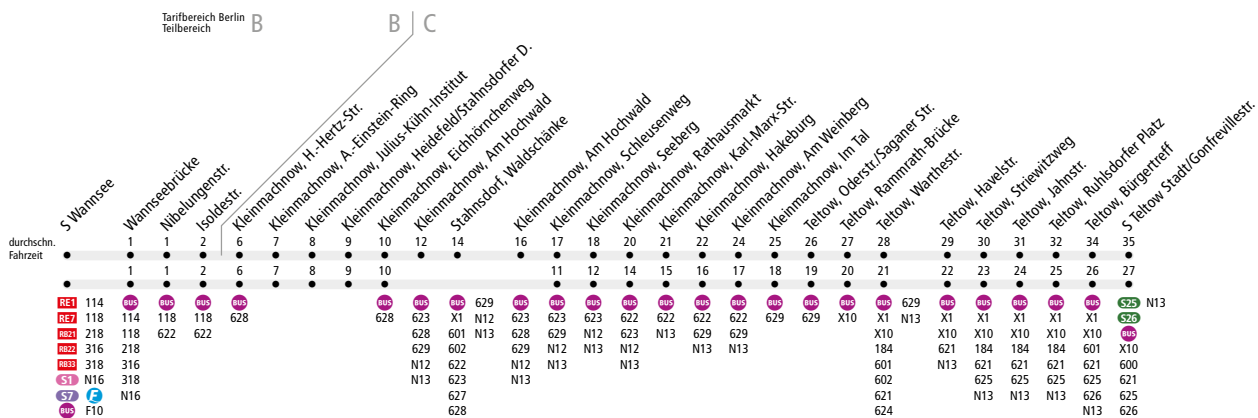 Tarifbereich Berlin B B C
Teilbereich
S Wannsee
Wannseebrücke
Nibelungenstr.
Isoldestr.
Kleinmachnow, H.-Hertz-Str.
Kleinmachnow, A.-Einstein-Ring
Kleinmachnow, Julius-Kühn-Institut
Kleinmachnow, Heidefeld/Stahnsdorfer D.
Kleinmachnow, Eichhörnchenweg
Kleinmachnow, Am Hochwald
Stahnsdorf, Waldschänke
Kleinmachnow, Am Hochwald
Kleinmachnow, Schleusenweg
Kleinmachnow, Seeberg
Kleinmachnow, Rathausmarkt
Kleinmachnow, Karl-Marx-Str.
Kleinmachnow, Hakeburg
Kleinmachnow, Am Weinberg
Kleinmachnow, Im Tal
Teltow, Oderstr./Saganer Str.
Teltow, Rammrath-Brücke
Teltow, Warthestr.
Teltow, Havelstr.
Teltow, Striewitzweg
Teltow, Jahnstr.
Teltow, Ruhlsdorfer Platz
Teltow, Bürgertreff
S Teltow Stadt/Gonfrevillestr.
durchschn. 1 1 2 6 7 8 9 10 12 14 16 17 18 20 21 22 24 25 26 27 28 29 30 31 32 34 35
Fahrzeit
1 1 2 6 7 8 9 10 11 12 14 15 16 17 18 19 20 21 22 23 24 25 26 27
RE1 114 BUS BUS BUS BUS BUS BUS BUS 629 BUS BUS BUS BUS BUS BUS BUS BUS BUS BUS BUS 629 BUS BUS BUS BUS BUS S25 N13
RE7 118 114 118 118 628 628 623 X1 N12 623 623 623 622 622 622 622 629 629 X10 X1 N13 X1 X1 X1 X1 X1 S26
RB21 218 118 622 622 628 601 N13 628 629 N12 623 N13 629 629 X10 X10 X10 X10 X10 X10 BUS
RB22 316 218 629 602 629 N12 N13 N12 N13 N13 184 621 184 184 184 601 X10
RB33 318 316 N12 622 N12 N13 N13 601 N13 621 621 621 621 600
S1 N16 318 N13 623 N13 602 625 625 625 625 621
S7 F N16 627 621 N13 N13 N13 626 625
BUS F10 628 624 N13 626